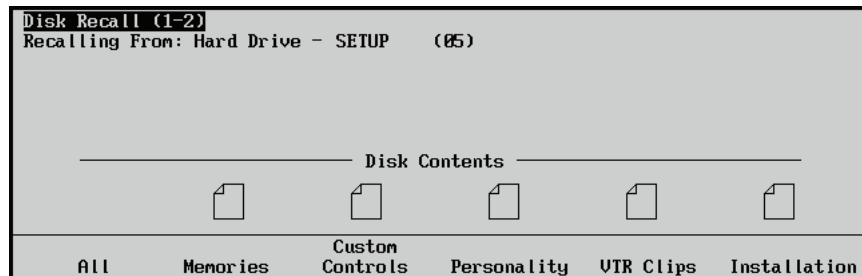 Disk Recall (1-2)
Recalling From: Hard Drive - SETUP (05)
Disk Contents
All Memories Custom Controls Personality VTR Clips Installation